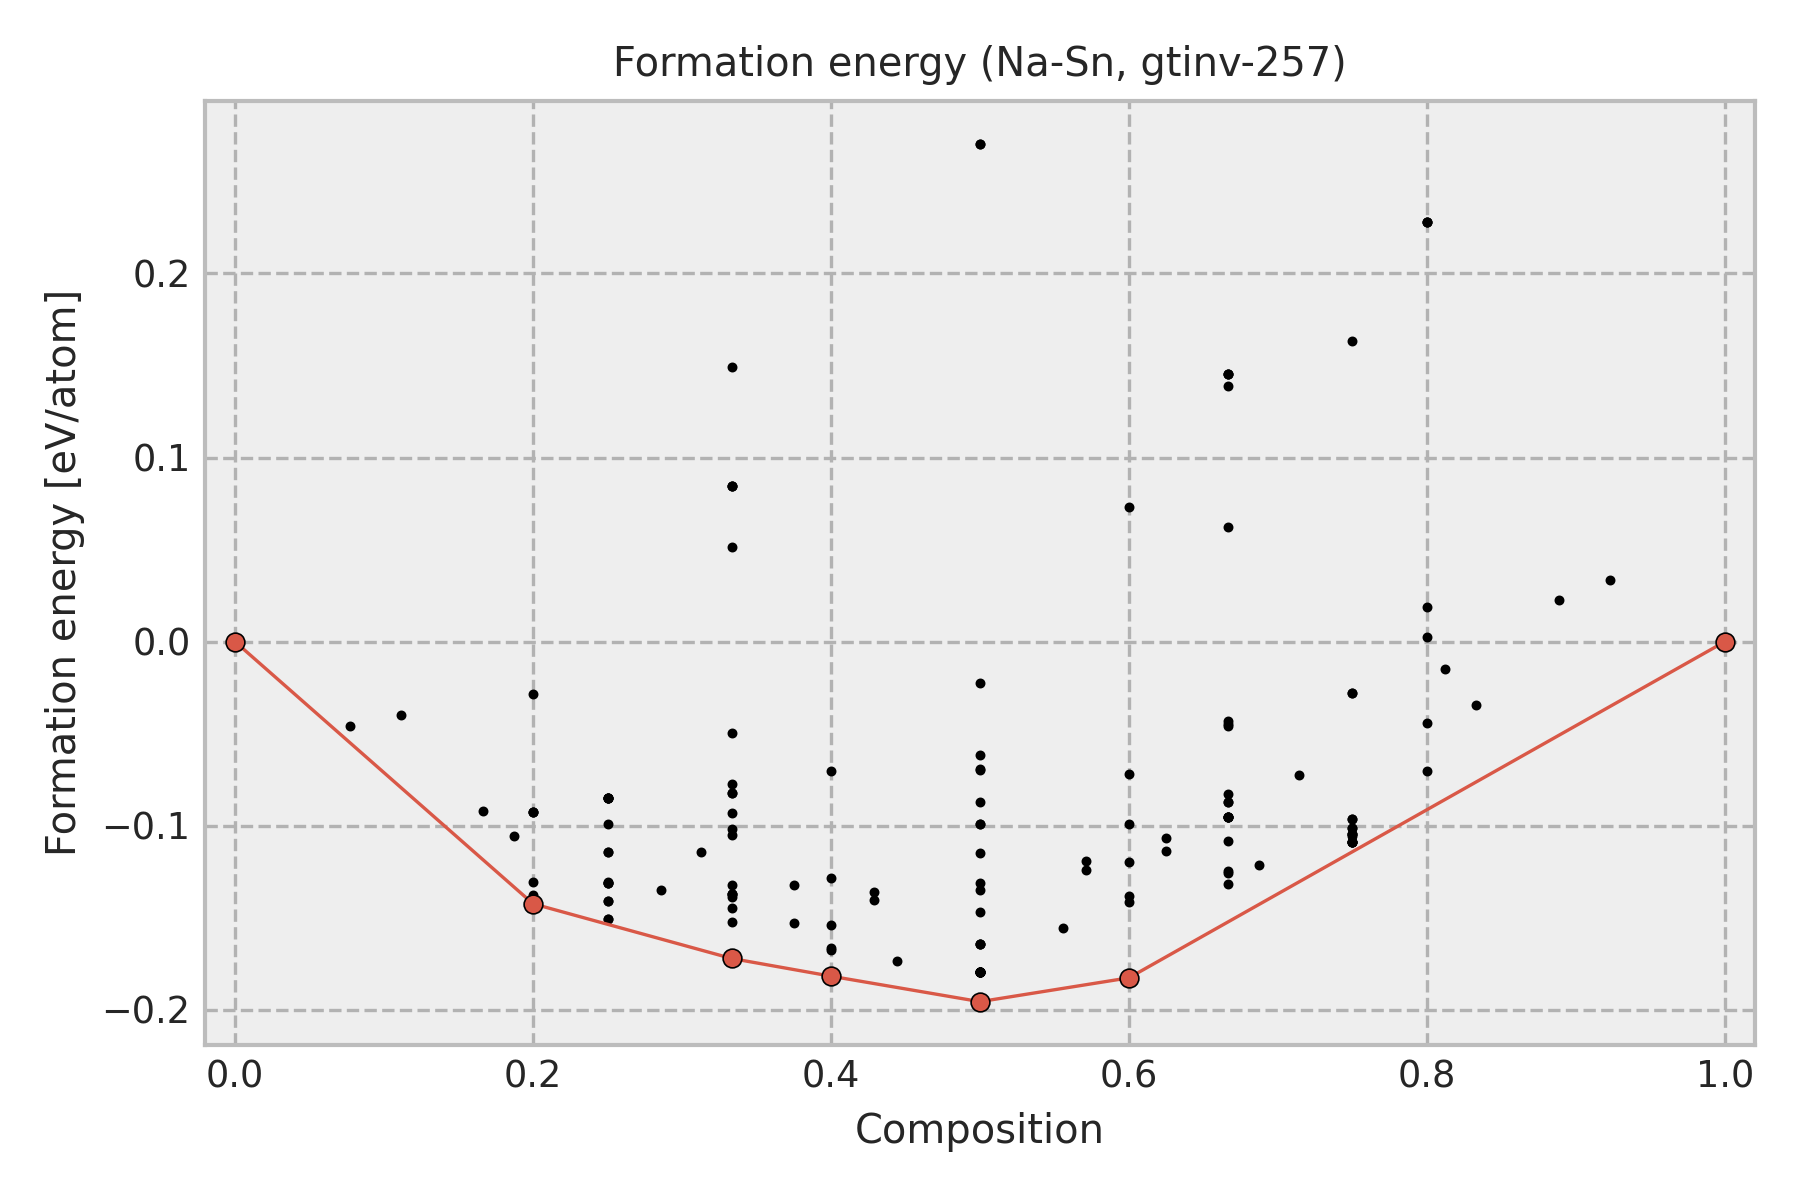 Formation energy (Na-Sn, gtinv-257)
Formation energy [eV/atom]
0.2
0.1
0.0
−0.1
−0.2
0.0 0.2 0.4 0.6 0.8 1.0
Composition